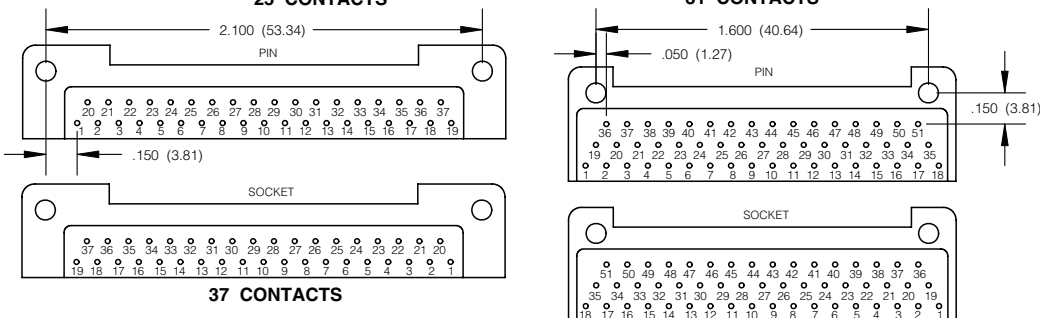 25 CONTACTS
2.100 (53.34)
PIN
20 21 22 23 24 25 26 27 28 29 30 31 32 33 34 35 36 37
1 2 3 4 5 6 7 8 9 10 11 12 13 14 15 16 17 18 19
.150 (3.81)
SOCKET
37 36 35 34 33 32 31 30 29 28 27 26 25 24 23 22 21 20
19 18 17 16 15 14 13 12 11 10 9 8 7 6 5 4 3 2 1
37 CONTACTS
CONTACTS
1.600 (40.64)
.050 (1.27)
PIN
.150 (3.81)
36 37 38 39 40 41 42 43 44 45 46 47 48 49 50 51
19 20 21 22 23 24 25 26 27 28 29 30 31 32 33 34 35
1 2 3 4 5 6 7 8 9 10 11 12 13 14 15 16 17 18
SOCKET
51 50 49 48 47 46 45 44 43 42 41 40 39 38 37 36
35 34 33 32 31 30 29 28 27 26 25 24 23 22 21 20 19
18 17 16 15 14 13 12 11 10 9 8 7 6 5 4 3 2 1